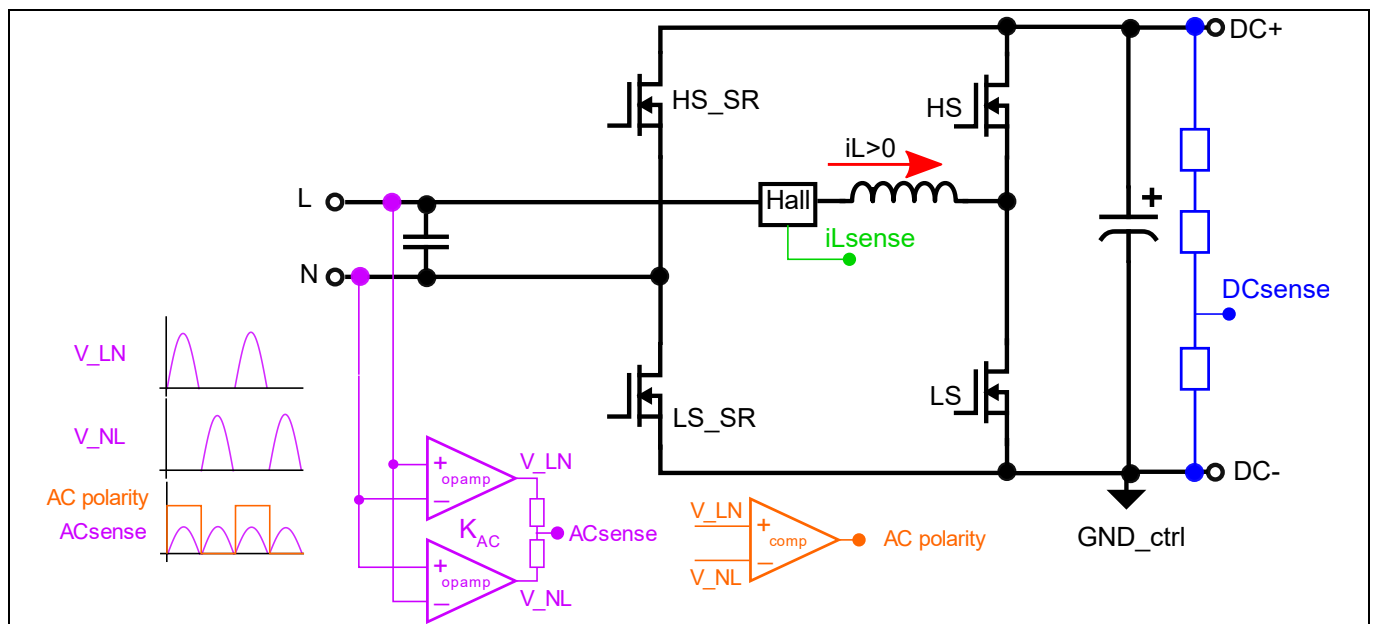 DC+
HS_SR
HS
iL>0
L
Hall
iLsense
N
DCsense
V_LN
LS_SR
LS
V_NL
V_LN
DC-
AC polarity
ACsense
+
opamp
−
K_AC
ACsense
V_LN
+
comp
−
AC polarity
V_NL
GND_ctrl
+
opamp
−
V_NL
+